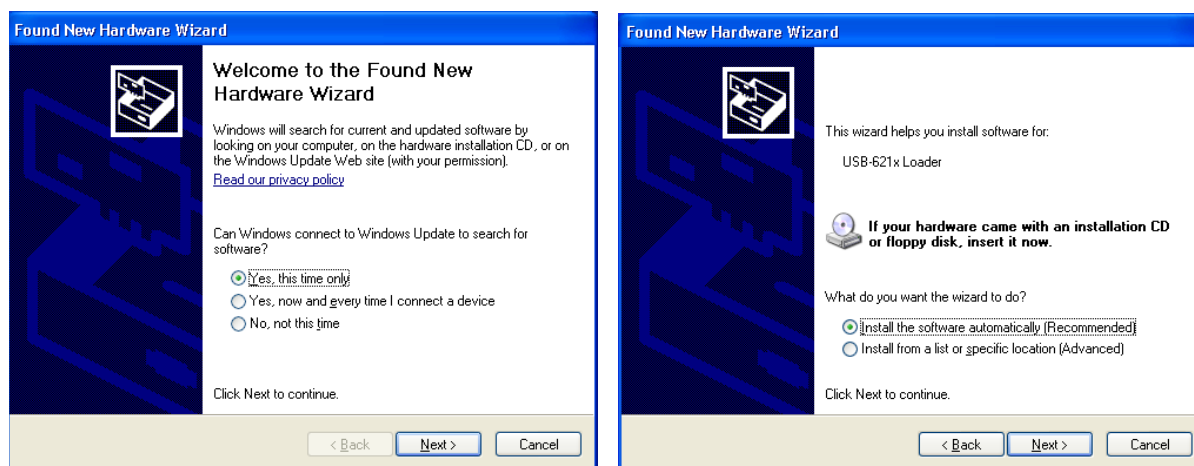 Found New Hardware Wizard
Welcome to the Found New
Hardware Wizard
Windows will search for current and updated software by
looking on your computer, on the hardware installation CD, or on
the Windows Update Web site (with your permission).
Read our privacy policy
Can Windows connect to Windows Update to search for
software?
Yes, this time only
Yes, now and every time I connect a device
No, not this time
Click Next to continue.
< Back
Next >
Cancel
Found New Hardware Wizard
This wizard helps you install software for:
USB-621x Loader
If your hardware came with an installation CD
or floppy disk, insert it now.
What do you want the wizard to do?
Install the software automatically (Recommended)
Install from a list or specific location (Advanced)
Click Next to continue.
< Back
Next >
Cancel